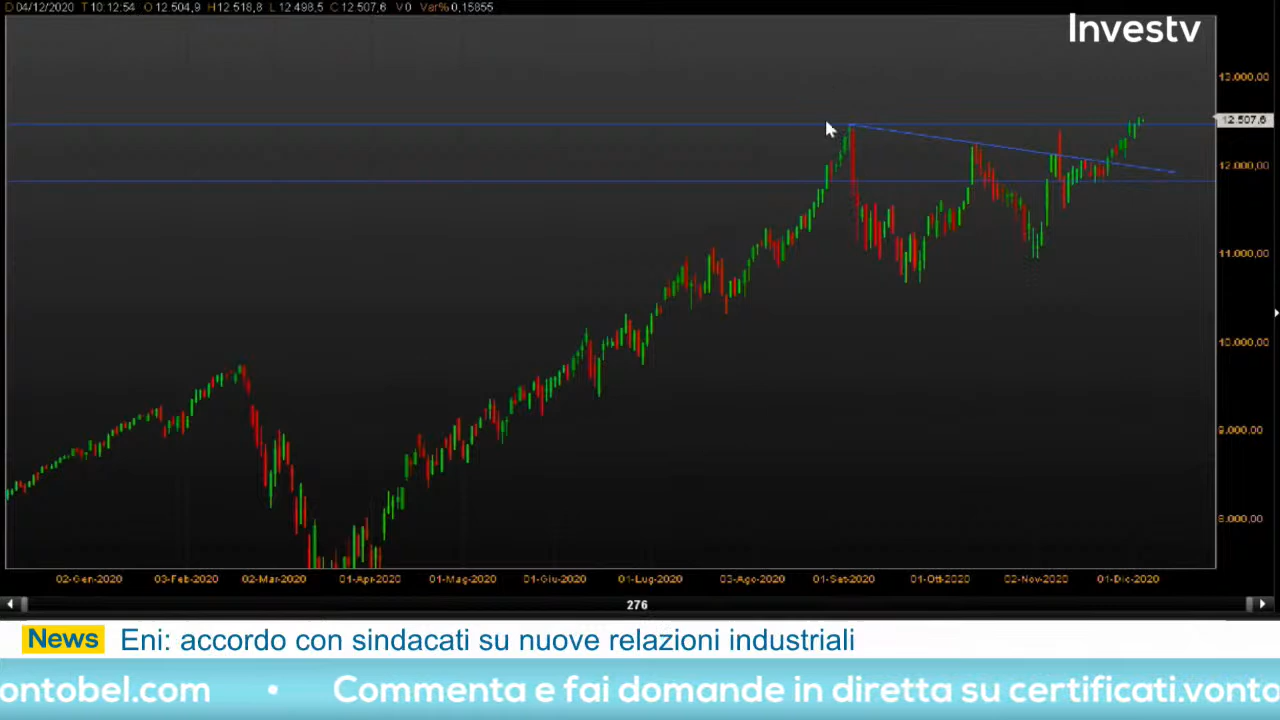 D 04/12/2020 T 10:12:54 O 12 504,9 H 12 518,8 L 12 498,5 C 12 507,6 V 0 Var% 0,15855
Investv
13.000,00
12 507,6
12.000,00
11.000,00
10.000,00
9.000,00
8.000,00
02-Gen-2020 03-Feb-2020 02-Mar-2020 01-Apr-2020 01-Mag-2020 01-Giu-2020 01-Lug-2020 03-Ago-2020 01-Set-2020 01-Ott-2020 02-Nov-2020 01-Dic-2020
276
News Eni: accordo con sindacati su nuove relazioni industriali
ontobel.com • Commenta e fai domande in diretta su certificati.vonto